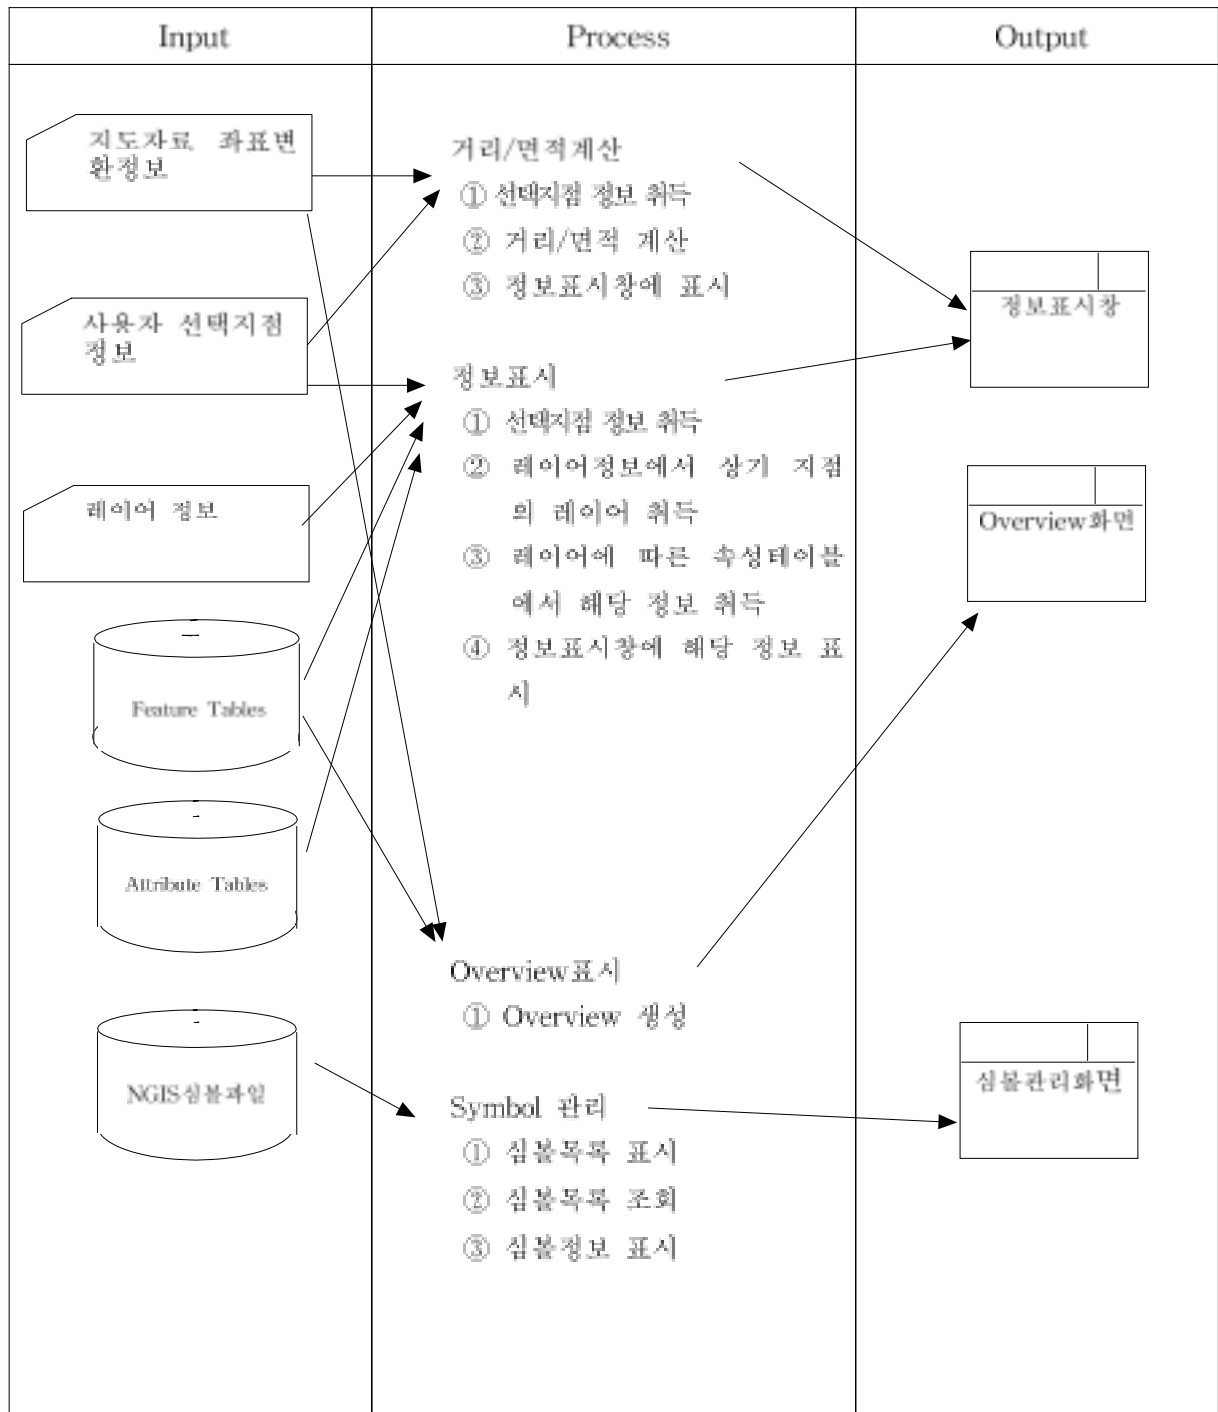 Input
Process
Output
지도자료 좌표변
환정보
사용자 선택지점
정보
레이어 정보
Feature Tables
Attribute Tables
NGIS심볼파일
거리/면적계산
① 선택지점 정보 취득
② 거리/면적 계산
③ 정보표시창에 표시
정보표시
① 선택지점 정보 취득
② 레이어정보에서 상기 지점
의 레이어 취득
③ 레이어에 따른 속성테이블
에서 해당 정보 취득
④ 정보표시창에 해당 정보 표
시
Overview표시
① Overview 생성
Symbol 관리
① 심볼목록 표시
② 심볼목록 조회
③ 심볼정보 표시
정보표시창
Overview화면
심볼관리화면